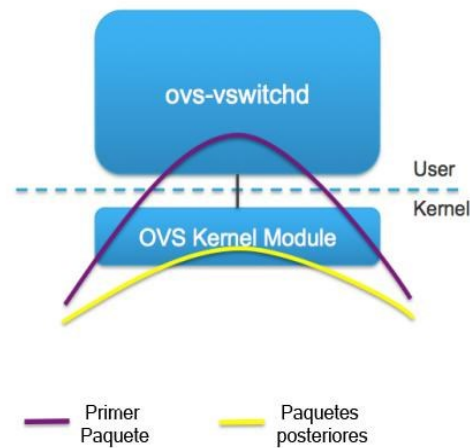 ovs-vswitchd
User
Kernel
OVS Kernel Module
Primer
Paquete
Paquetes
posteriores